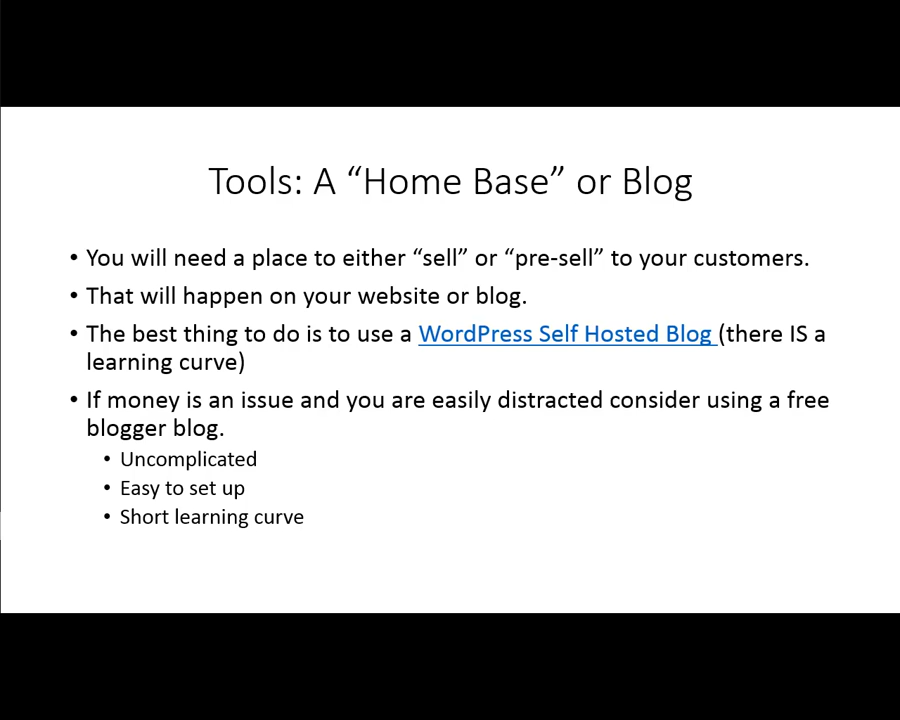 Tools: A “Home Base” or Blog
• You will need a place to either “sell” or “pre-sell” to your customers.
• That will happen on your website or blog.
• The best thing to do is to use a WordPress Self Hosted Blog (there IS a
learning curve)
• If money is an issue and you are easily distracted consider using a free
blogger blog.
• Uncomplicated
• Easy to set up
• Short learning curve